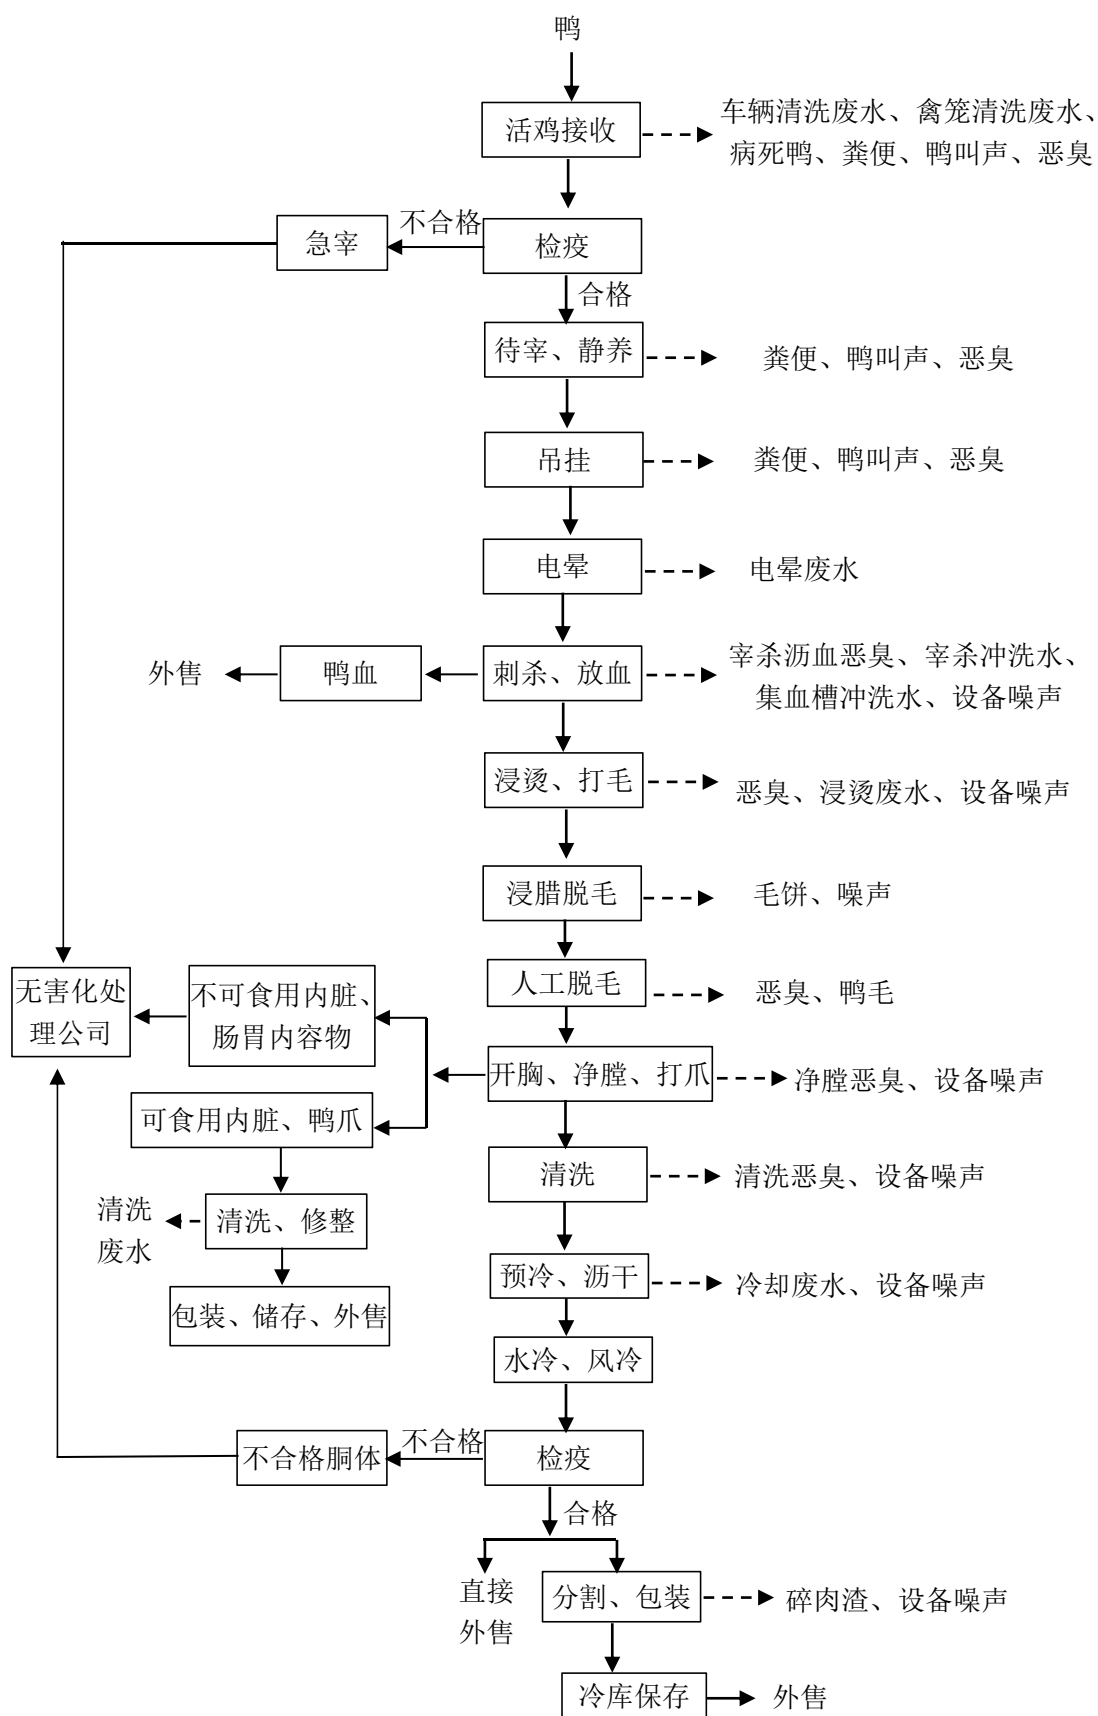 鸭
活鸡接收
车辆清洗废水、禽笼清洗废水、
病死鸭、粪便、鸭叫声、恶臭
急宰
不合格
检疫
合格
待宰、静养
粪便、鸭叫声、恶臭
吊挂
粪便、鸭叫声、恶臭
电晕
电晕废水
外售
鸭血
刺杀、放血
宰杀沥血恶臭、宰杀冲洗水、
集血槽冲洗水、设备噪声
浸烫、打毛
恶臭、浸烫废水、设备噪声
浸腊脱毛
毛饼、噪声
无害化处
理公司
不可食用内脏、
肠胃内容物
人工脱毛
恶臭、鸭毛
开胸、净膛、打爪
净膛恶臭、设备噪声
可食用内脏、鸭爪
清洗
清洗恶臭、设备噪声
清洗
废水
清洗、修整
预冷、沥干
冷却废水、设备噪声
包装、储存、外售
水冷、风冷
不合格胴体
不合格
检疫
合格
直接
外售
分割、包装
碎肉渣、设备噪声
冷库保存
外售